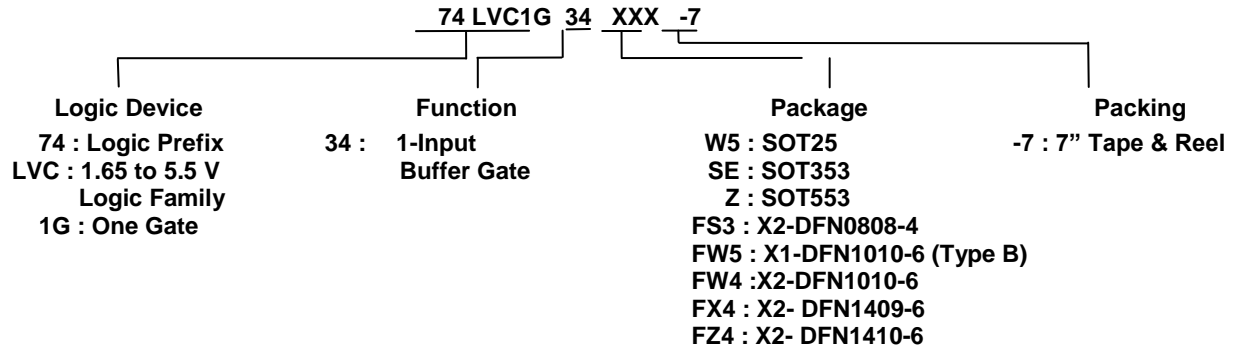 74 LVC1G 34 XXX -7
Logic Device
74 : Logic Prefix
LVC : 1.65 to 5.5 V
Logic Family
1G : One Gate
Function
34 : 1-Input
Buffer Gate
Package
W5 : SOT25
SE : SOT353
Z : SOT553
FS3 : X2-DFN0808-4
FW5 : X1-DFN1010-6 (Type B)
FW4 :X2-DFN1010-6
FX4 : X2- DFN1409-6
FZ4 : X2- DFN1410-6
Packing
-7 : 7” Tape & Reel